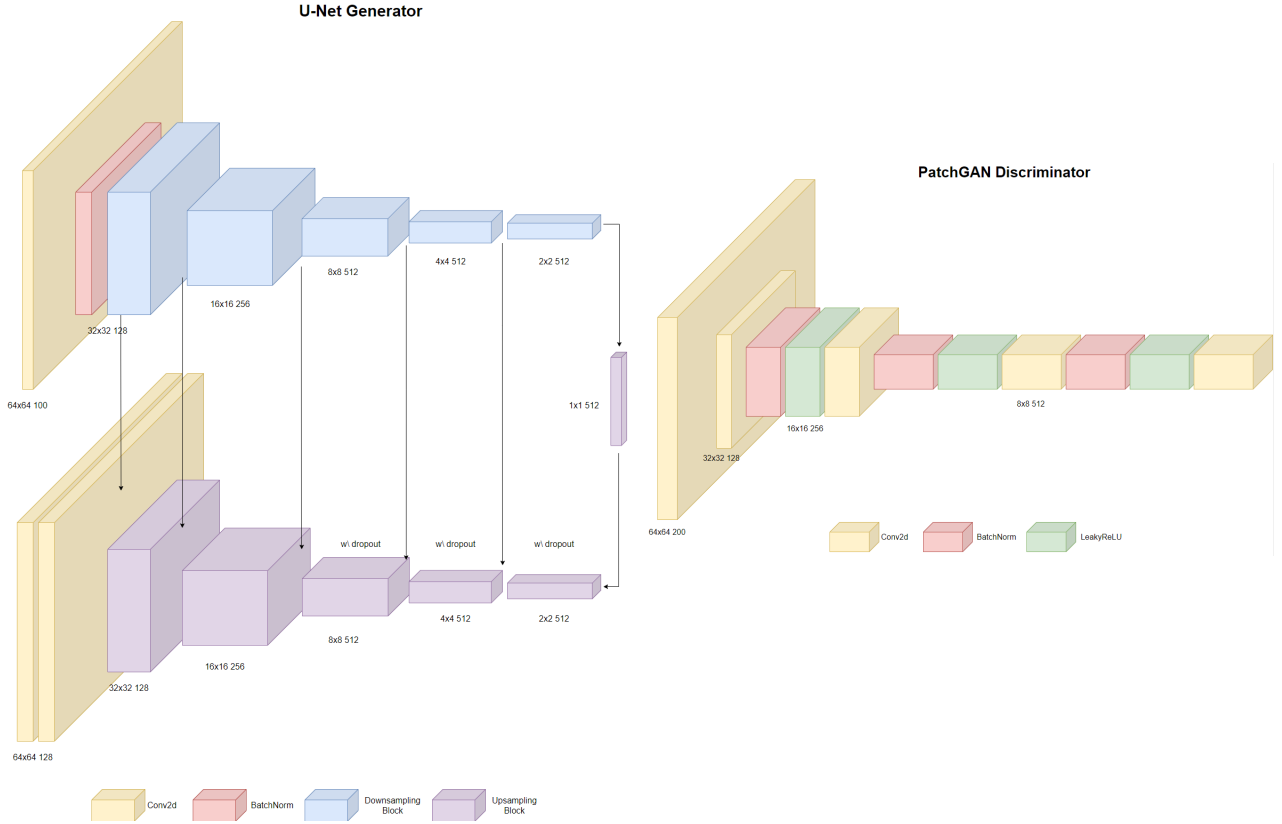 U-Net Generator
32x32 128
16x16 256
8x8 512
4x4 512
2x2 512
64x64 100
1x1 512
w\ dropout
w\ dropout
w\ dropout
32x32 128
16x16 256
8x8 512
4x4 512
2x2 512
64x64 128
Conv2d
BatchNorm
Downsampling
Block
Upsampling
Block
PatchGAN Discriminator
64x64 200
32x32 128
16x16 256
8x8 512
Conv2d
BatchNorm
LeakyReLU